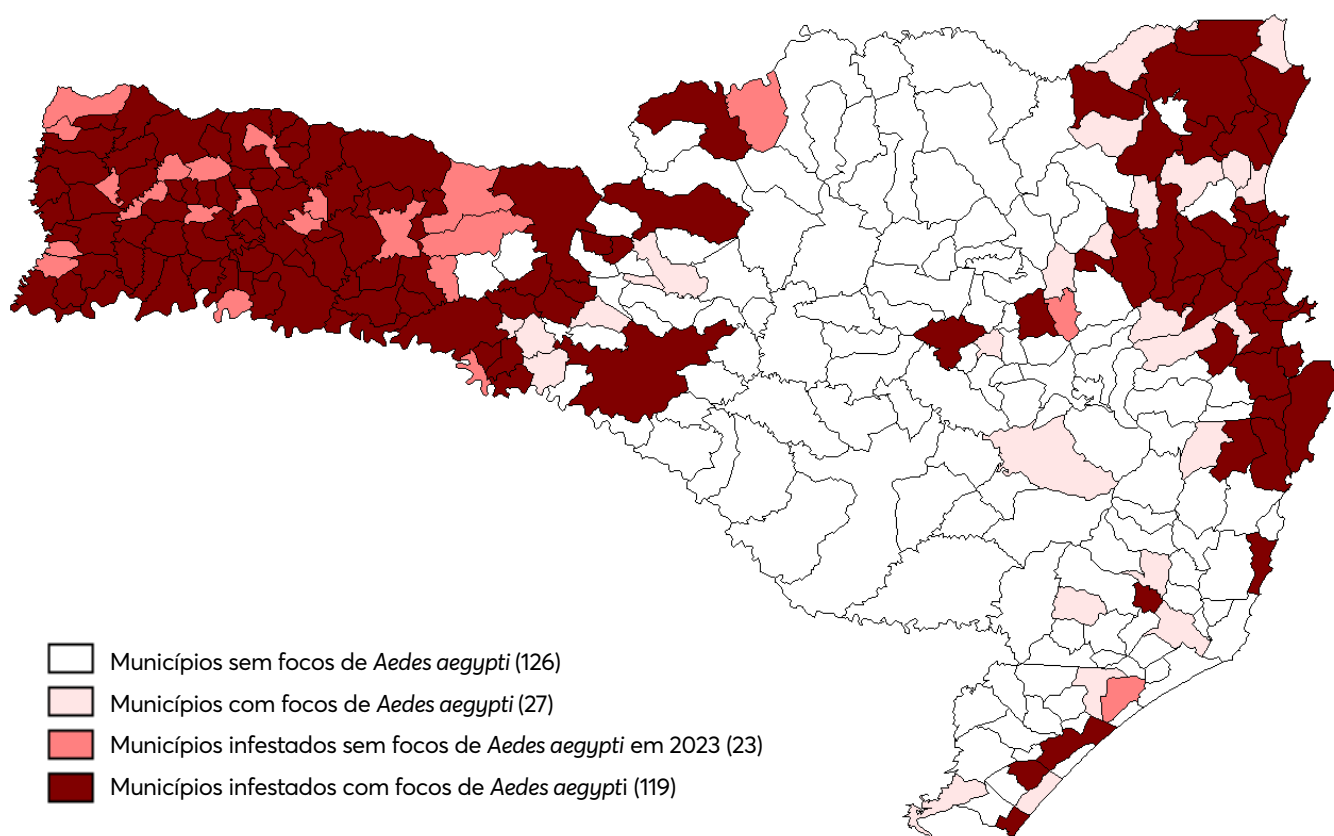 Municípios sem focos de Aedes aegypti (126)
Municípios com focos de Aedes aegypti (27)
Municípios infestados sem focos de Aedes aegypti em 2023 (23)
Municípios infestados com focos de Aedes aegypti (119)